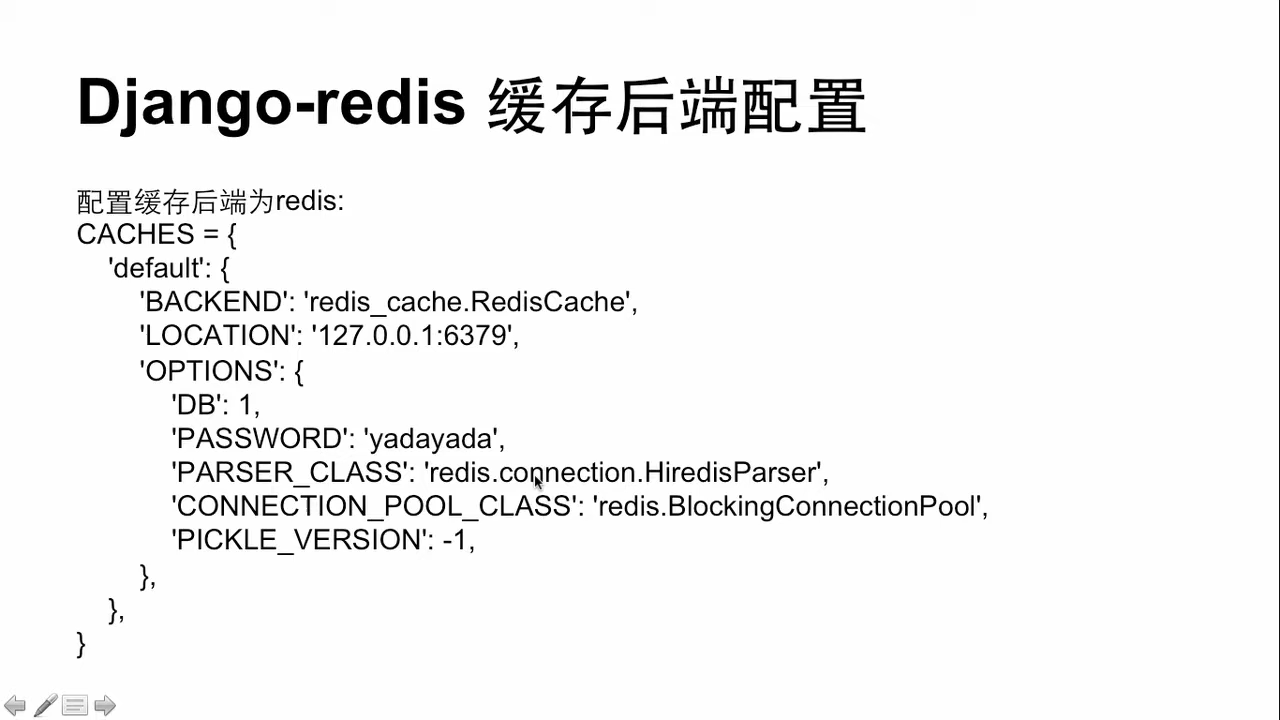 Django-redis 缓存后端配置
配置缓存后端为redis:
CACHES = {
'default': {
'BACKEND': 'redis_cache.RedisCache',
'LOCATION': '127.0.0.1:6379',
'OPTIONS': {
'DB': 1,
'PASSWORD': 'yadayada',
'PARSER_CLASS': 'redis.connection.HiredisParser',
'CONNECTION_POOL_CLASS': 'redis.BlockingConnectionPool',
'PICKLE_VERSION': -1,
},
},
}